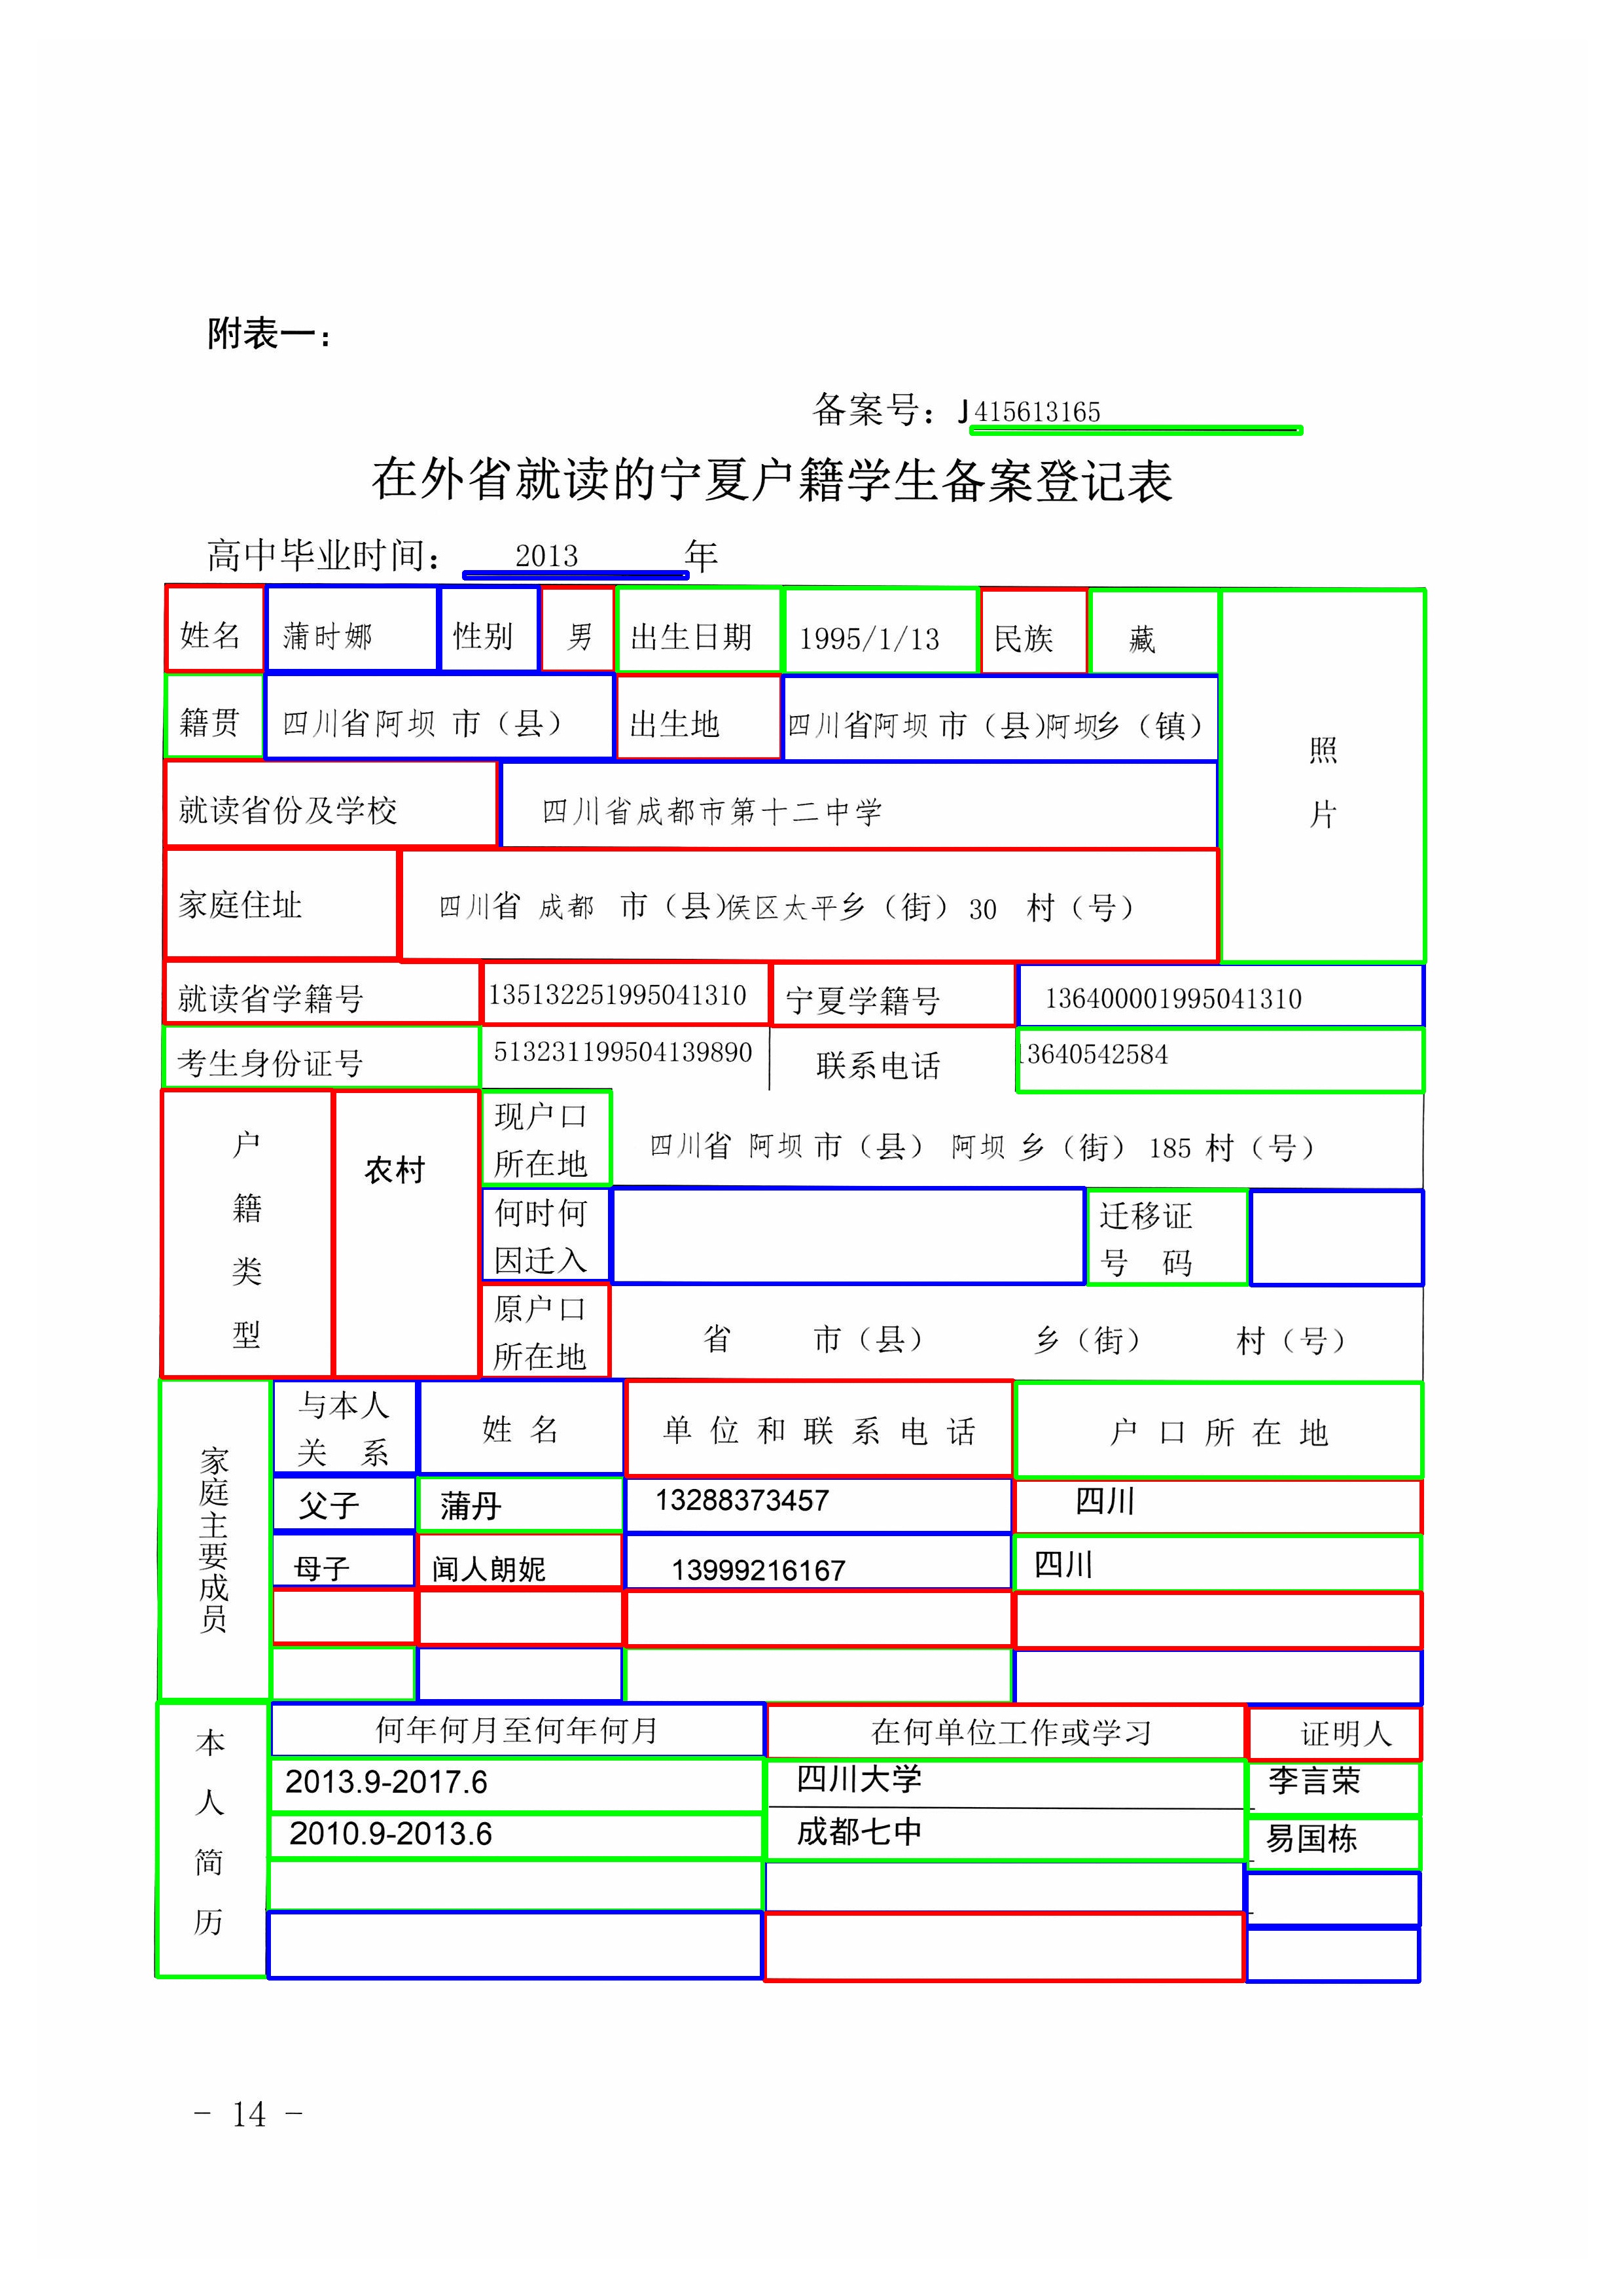 附表一：
备案号：J415613165
在外省就读的宁夏户籍学生备案登记表
高中毕业时间： 2013 年
姓名 蒲时娜 性别 男 出生日期 1995/1/13 民族 藏
籍贯 四川省阿坝 市（县） 出生地 四川省阿坝 市（县）阿坝乡（镇）
照
片
就读省份及学校 四川省成都市第十二中学
家庭住址 四川省 成都 市（县）侯区太平乡（街）30 村（号）
就读省学籍号 135132251995041310 宁夏学籍号 136400001995041310
考生身份证号 513231199504139890 联系电话 13640542584
户
籍
类
型
农村
现户口
所在地
四川省 阿坝 市（县） 阿坝 乡（街）185 村（号）
何时何
因迁入
迁移证
号 码
原户口
所在地
省 市（县） 乡（街） 村（号）
家庭主要成员
与本人
关 系
姓 名 单 位 和 联 系 电 话 户 口 所 在 地
父子 蒲丹 13288373457 四川
母子 闻人朗妮 13999216167 四川
本
人
简
历
何年何月至何年何月 在何单位工作或学习 证明人
2013.9-2017.6 四川大学 李言荣
2010.9-2013.6 成都七中 易国栋
- 14 -